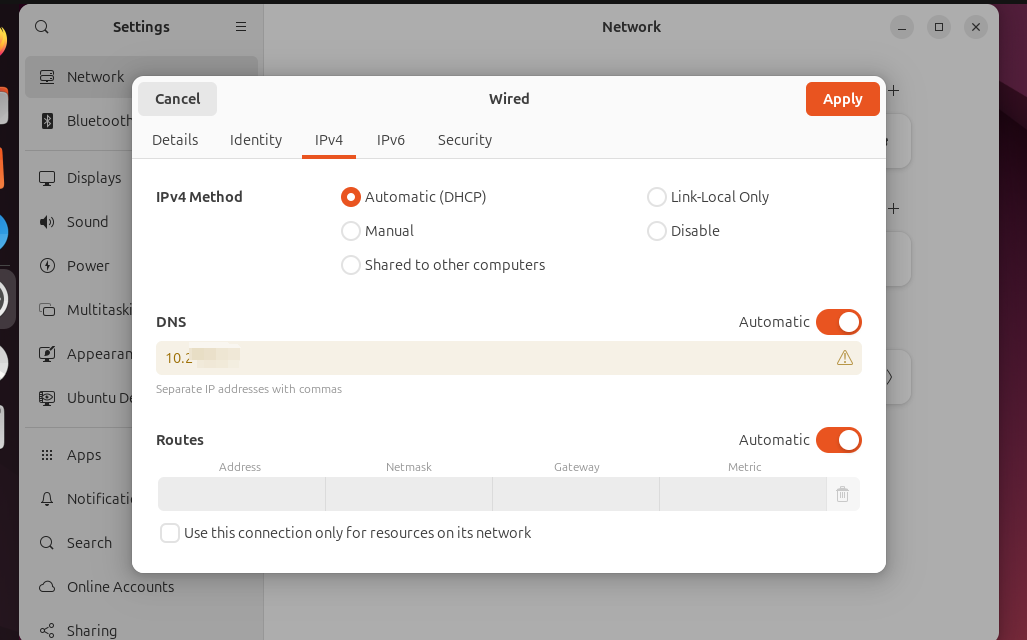 Settings
Network
Network
Bluetooth
Displays
Sound
Power
Multitaski
Appearan
Ubuntu De
Apps
Notificatio
Search
Online Accounts
Sharing
Cancel
Wired
Apply
Details Identity IPv4 IPv6 Security
IPv4 Method
Automatic (DHCP) Link-Local Only
Manual Disable
Shared to other computers
DNS Automatic
10.2
Separate IP addresses with commas
Routes Automatic
Address Netmask Gateway Metric
Use this connection only for resources on its network